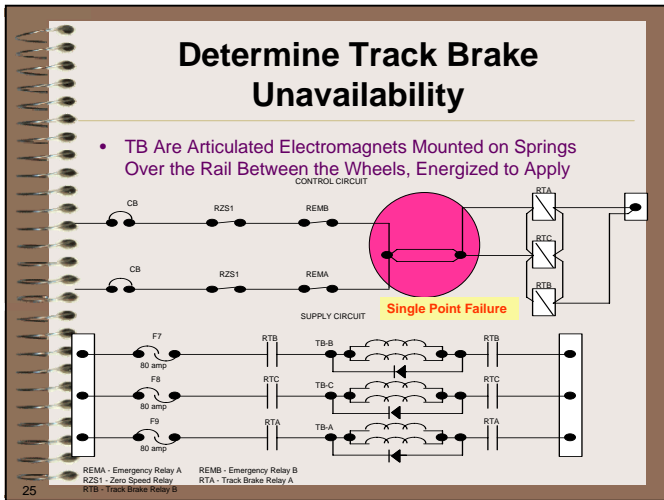 Determine Track Brake
Unavailability
• TB Are Articulated Electromagnets Mounted on Springs
Over the Rail Between the Wheels, Energized to Apply
CONTROL CIRCUIT
CB RZS1 REMB RTA
RTC
CB RZS1 REMA RTB
Single Point Failure
SUPPLY CIRCUIT
F7 RTB TB-B RTB
80 amp
F8 RTC TB-C RTC
80 amp
F9 RTA TB-A RTA
80 amp
REMA - Emergency Relay A REMB - Emergency Relay B
RZS1 - Zero Speed Relay RTA - Track Brake Relay A
RTB - Track Brake Relay B
25